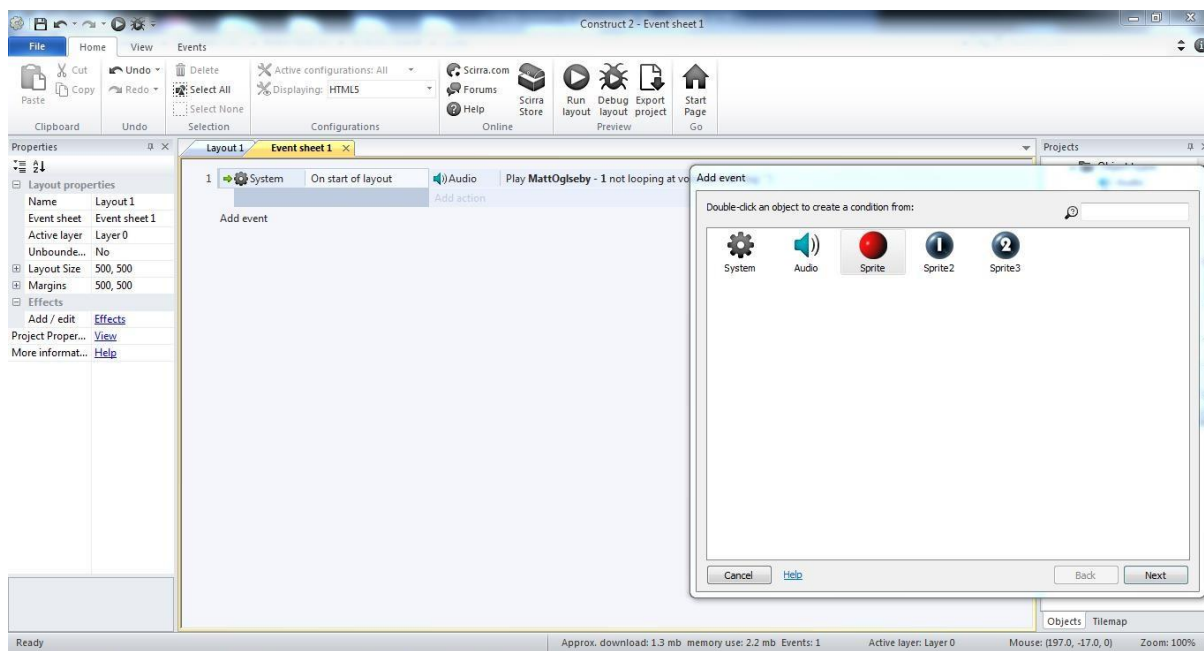 Construct 2 - Event sheet 1
File Home View Events
Cut
Copy
Paste
Clipboard
Undo
Redo
Undo
Delete
Select All
Select None
Selection
Active configurations: All
Displaying: HTML5
Configurations
Scirra.com
Forums
Help
Scirra Store
Online
Run layout
Debug layout
Export project
Preview
Start Page
Go
Properties
Layout properties
Name Layout 1
Event sheet Event sheet 1
Active layer Layer 0
Unbounde... No
Layout Size 500, 500
Margins 500, 500
Effects
Add / edit Effects
Project Proper... View
More informat... Help
Layout 1 Event sheet 1
1 System On start of layout Audio Play MattOglseby - 1 not looping at vo
Add action
Add event
Projects
Add event
Double-click an object to create a condition from:
System Audio Sprite Sprite2 Sprite3
Cancel Help Back Next
Objects Tilemap
Ready Approx. download: 1.3 mb memory use: 2.2 mb Events: 1 Active layer: Layer 0 Mouse: (197.0, -17.0, 0) Zoom: 100%